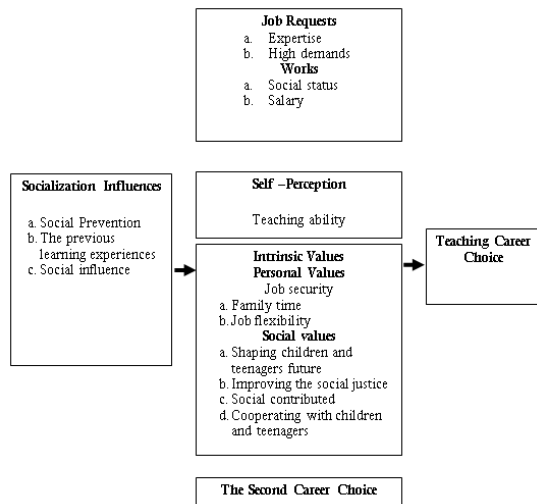 Job Requests
a. Expertise
b. High demands
Works
a. Social status
b. Salary
Socialization Influences
a. Social Prevention
b. The previous
learning experiences
c. Social influence
Self –Perception
Teaching ability
Intrinsic Values
Personal Values
Job security
a. Family time
b. Job flexibility
Social values
a. Shaping children and
teenagers future
b. Improving the social justice
c. Social contributed
d. Cooperating with children
and teenagers
Teaching Career
Choice
The Second Career Choice